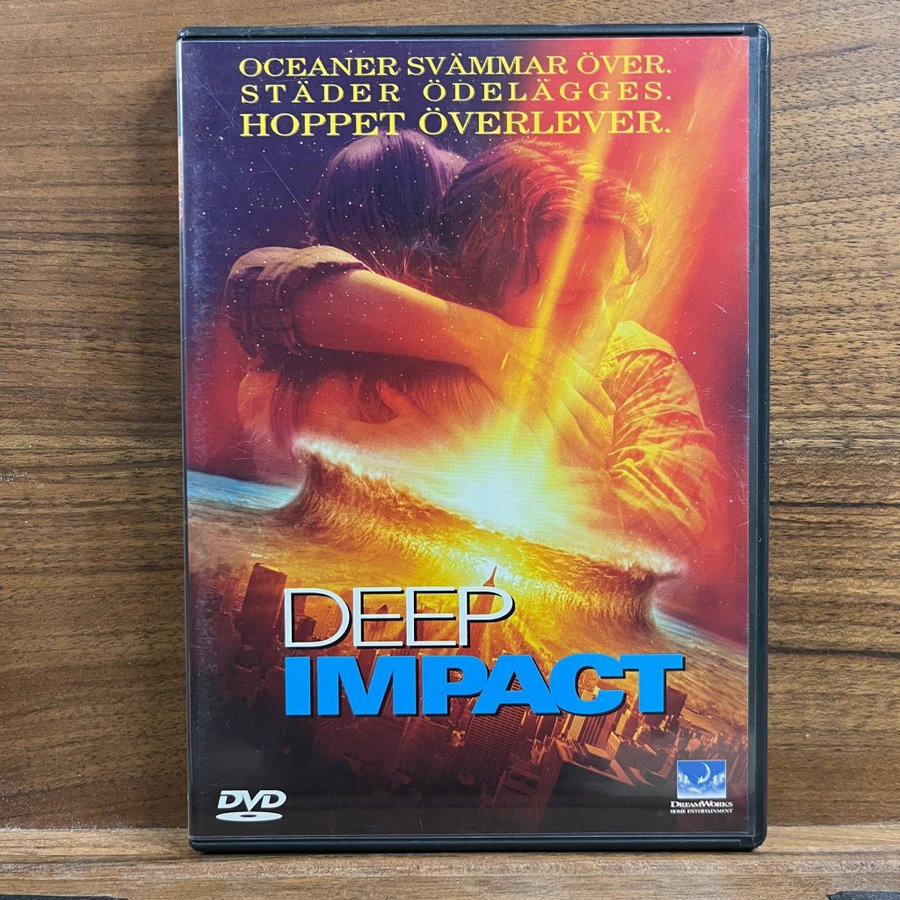 OCEANER SVÄMMAR ÖVER.
STÄDER ÖDELÄGGES.
HOPPET ÖVERLEVER.
DEEP
IMPACT
DVD
DREAMWORKS
HOME ENTERTAINMENT